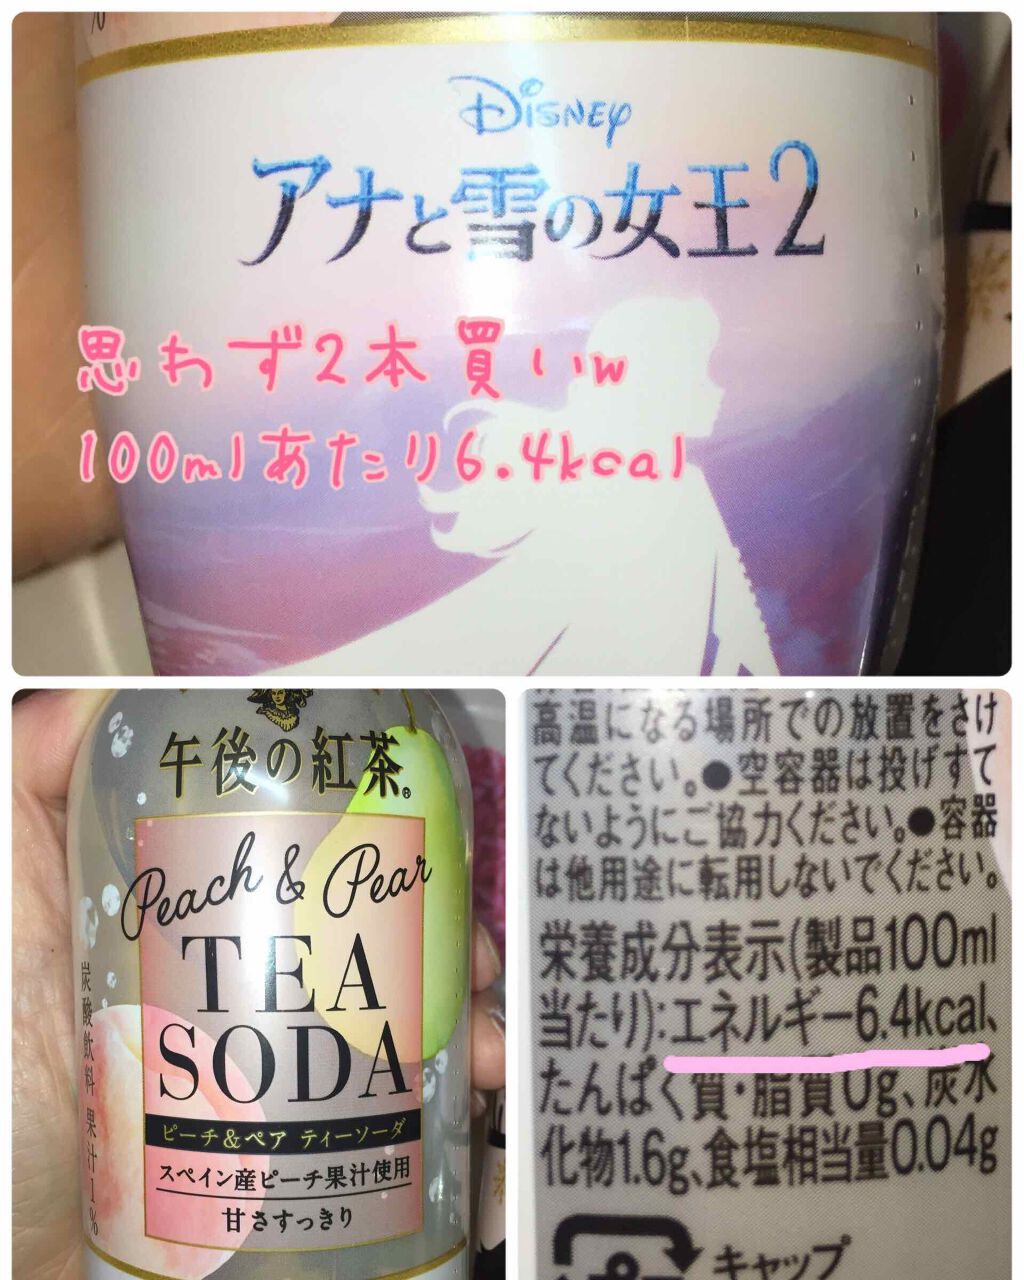 %
Disney
アナと雪の女王2
思わず2本買いw
100mlあたり6.4kcal
午後の紅茶®
Peach & Pear
TEA
SODA
ピーチ&ペア ティーソーダ
スペイン産ピーチ果汁使用
甘さすっきり
炭酸飲料 果汁1%
高温になる場所での放置をさけ
てください。●空容器は投げすて
ないようにご協力ください。●容器
は他用途に転用しないでください。
栄養成分表示(製品100ml
当たり):エネルギー6.4kcal、
たんぱく質・脂質0g、炭水
化物1.6g、食塩相当量0.04g
キャップ